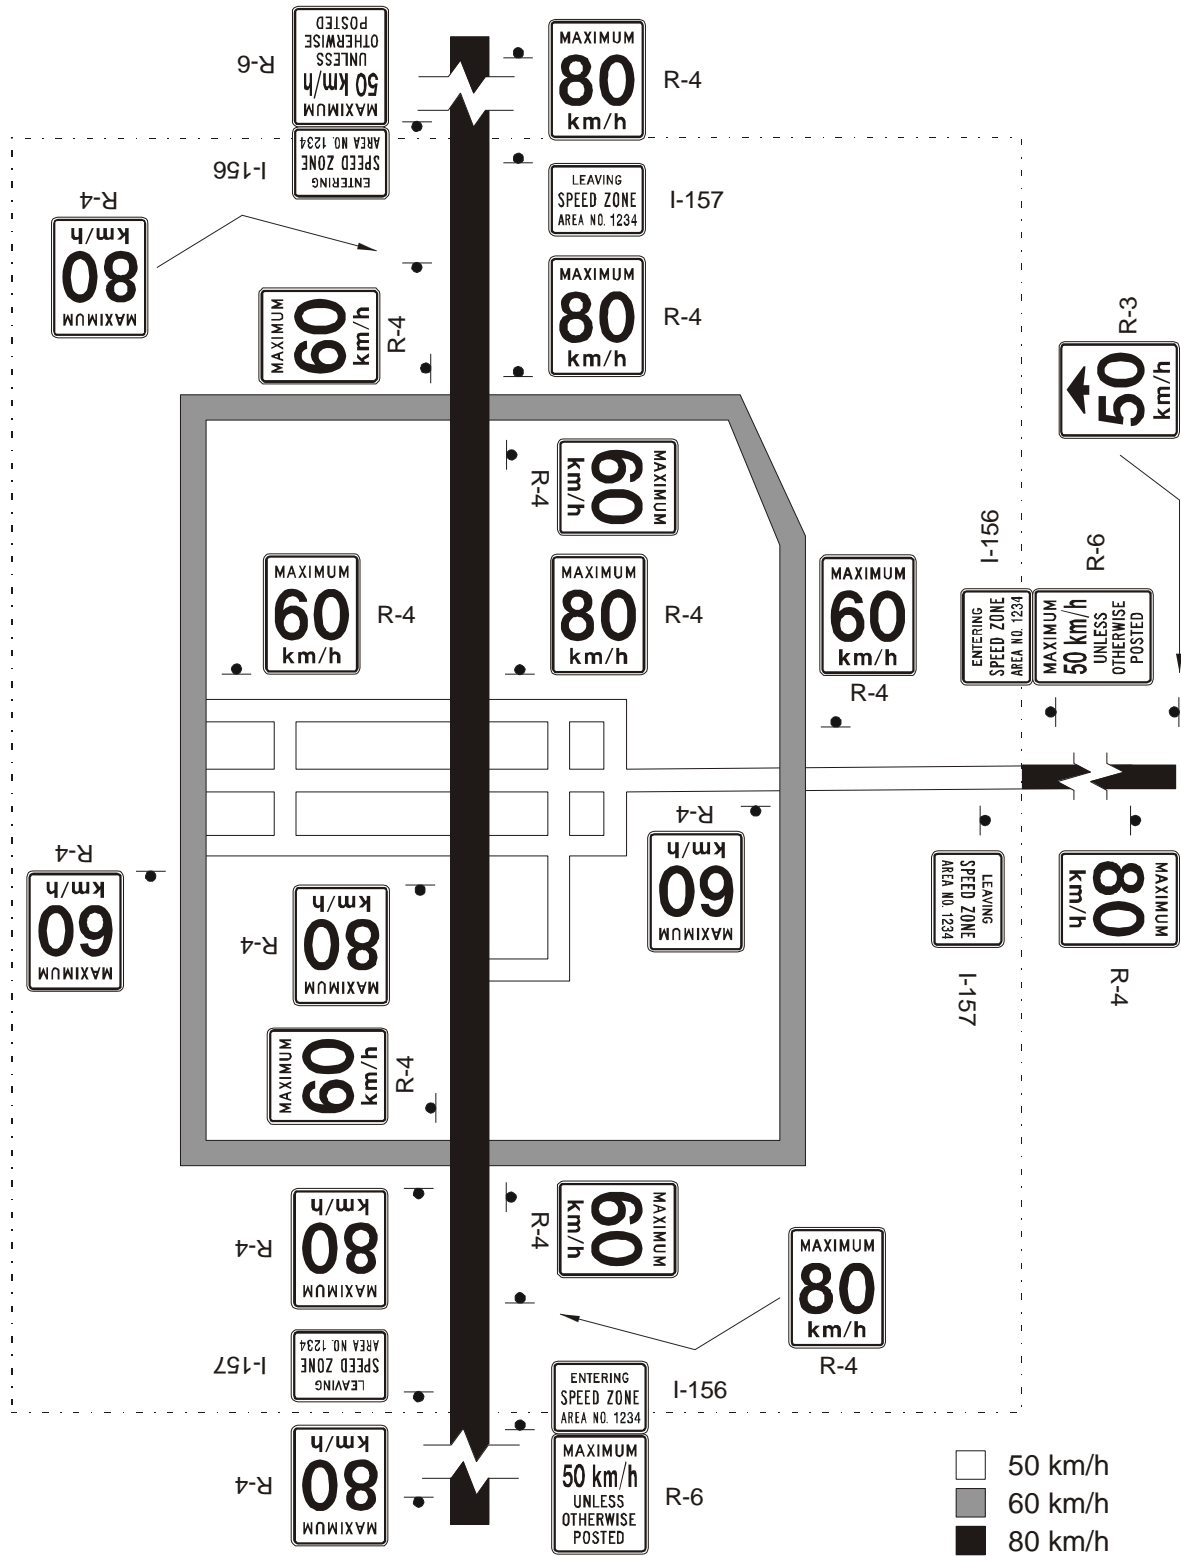 MAXIMUM
50 km/h
UNLESS
OTHERWISE
POSTED
R-6
ENTERING
SPEED ZONE
AREA NO. 1234
I-156
MAXIMUM
80
km/h
R-4
LEAVING
SPEED ZONE
AREA NO. 1234
I-157
MAXIMUM
80
km/h
R-4
R-4
MAXIMUM
80
km/h
MAXIMUM
60
km/h
R-4
R-3
50
km/h
MAXIMUM
60
km/h
R-4
MAXIMUM
60
km/h
R-4
MAXIMUM
80
km/h
R-4
MAXIMUM
60
km/h
R-4
I-156
ENTERING
SPEED ZONE
AREA NO. 1234
R-6
MAXIMUM
50 km/h
UNLESS
OTHERWISE
POSTED
R-4
MAXIMUM
60
km/h
R-4
MAXIMUM
60
km/h
MAXIMUM
80
km/h
R-4
LEAVING
SPEED ZONE
AREA NO. 1234
I-157
MAXIMUM
80
km/h
R-4
MAXIMUM
60
km/h
R-4
MAXIMUM
80
km/h
R-4
MAXIMUM
60
km/h
R-4
MAXIMUM
80
km/h
R-4
LEAVING
SPEED ZONE
AREA NO. 1234
I-157
ENTERING
SPEED ZONE
AREA NO. 1234
I-156
MAXIMUM
50 km/h
UNLESS
OTHERWISE
POSTED
R-6
MAXIMUM
80
km/h
R-4
50 km/h
60 km/h
80 km/h